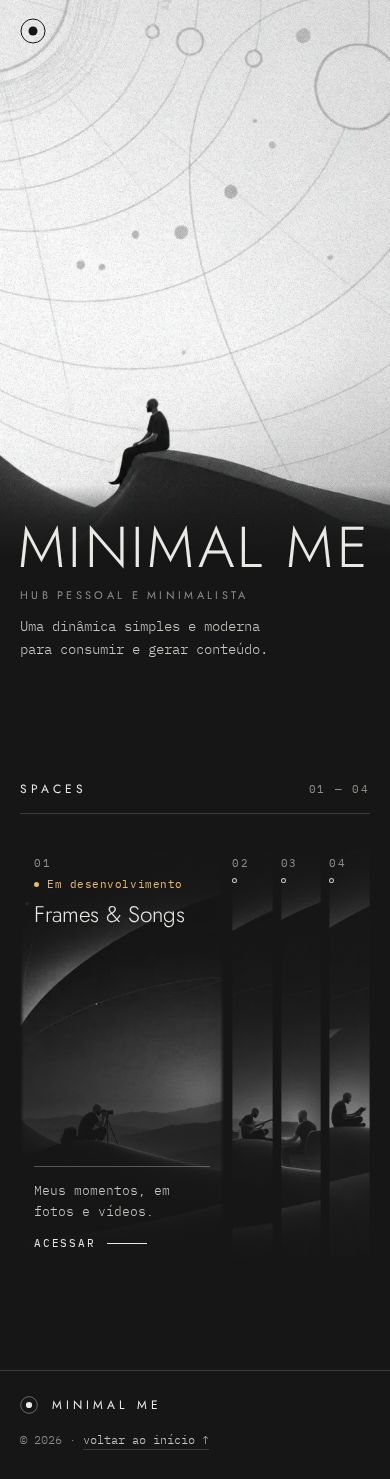 MINIMAL ME
HUB PESSOAL E MINIMALISTA
Uma dinâmica simples e moderna
para consumir e gerar conteúdo.
SPACES
01 — 04
01
Em desenvolvimento
Frames & Songs
Meus momentos, em
fotos e vídeos.
ACESSAR
02
03
04
MINIMAL ME
© 2026 · voltar ao início ↑